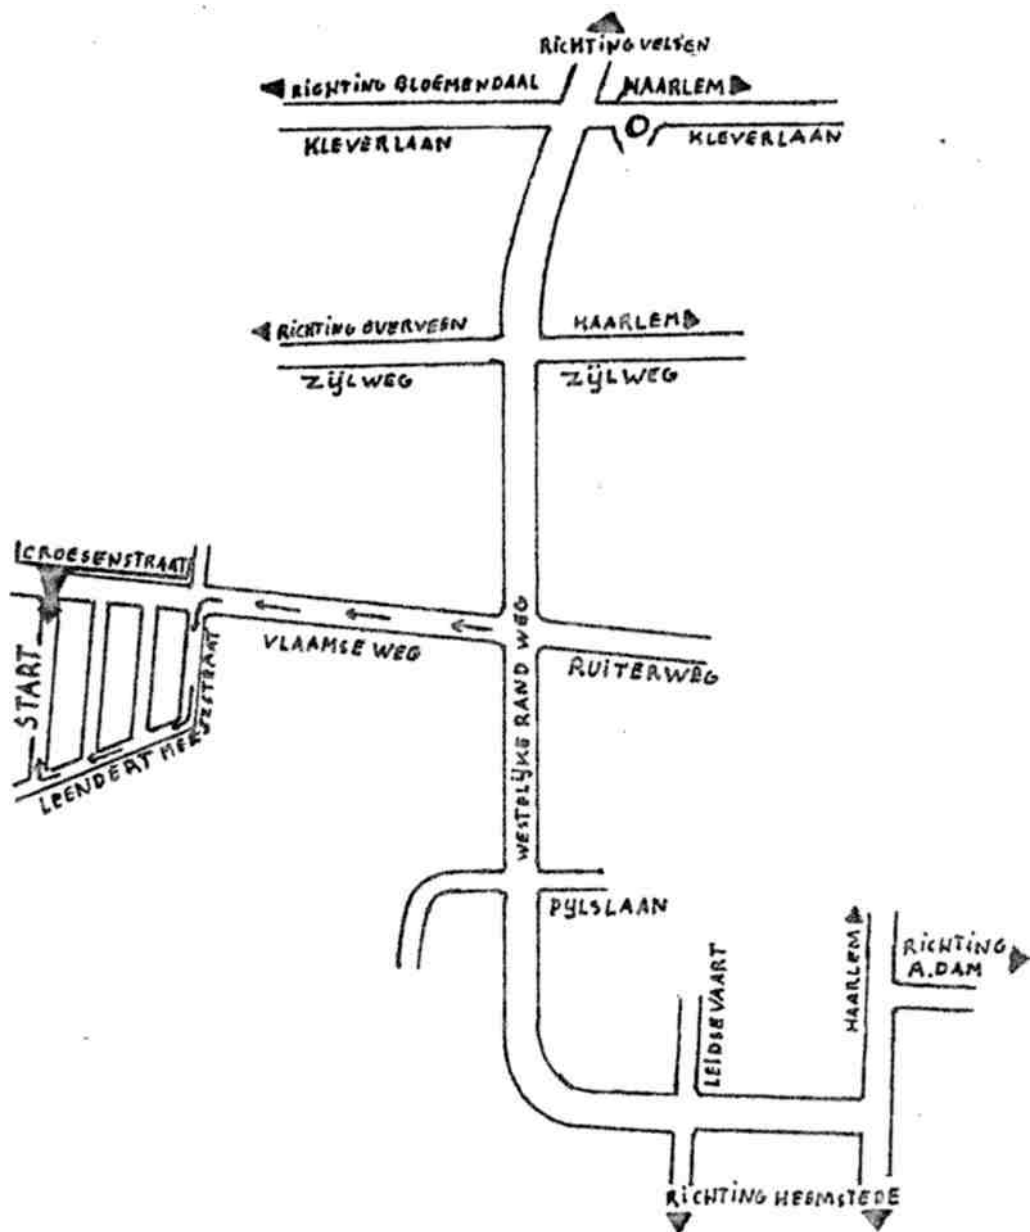 RICHTING VELSEN
RICHTING BLOEMENDAAL
HAARLEM
KLEVERLAAN
KLEVERLAAN
RICHTING OVERVEEN
HAARLEM
ZIJLWEG
ZIJLWEG
CROESENSTRAAT
START
VLAAMSE WEG
RUITERWEG
LEENDERT MEESZSTRAAT
WESTELIJKE RAND WEG
PIJLSLAAN
LEIDSEVAART
HAARLEM
RICHTING
A.DAM
RICHTING HEEMSTEDE